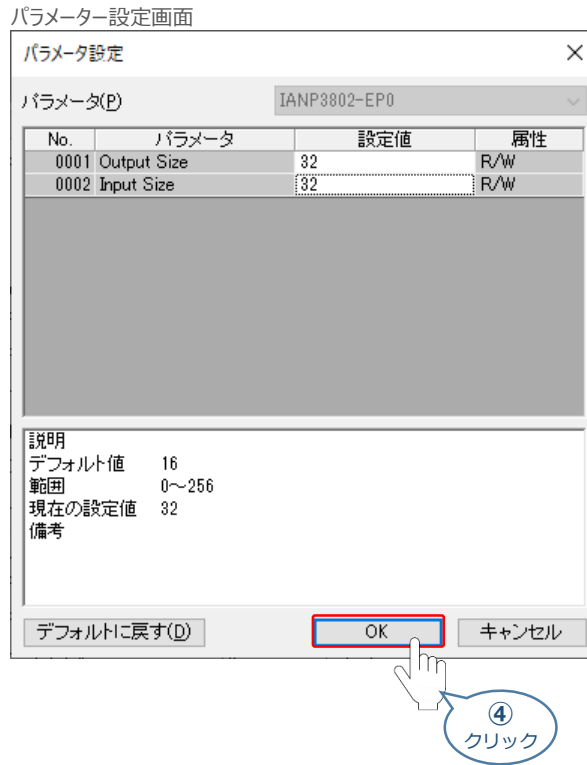 パラメーター設定画面
パラメータ設定
パラメータ(P) IANP3802-EP0
No. パラメータ 設定値 属性
0001 Output Size 32 R/W
0002 Input Size 32 R/W
説明
デフォルト値 16
範囲 0～256
現在の設定値 32
備考
デフォルトに戻す(D) OK キャンセル
④
クリック